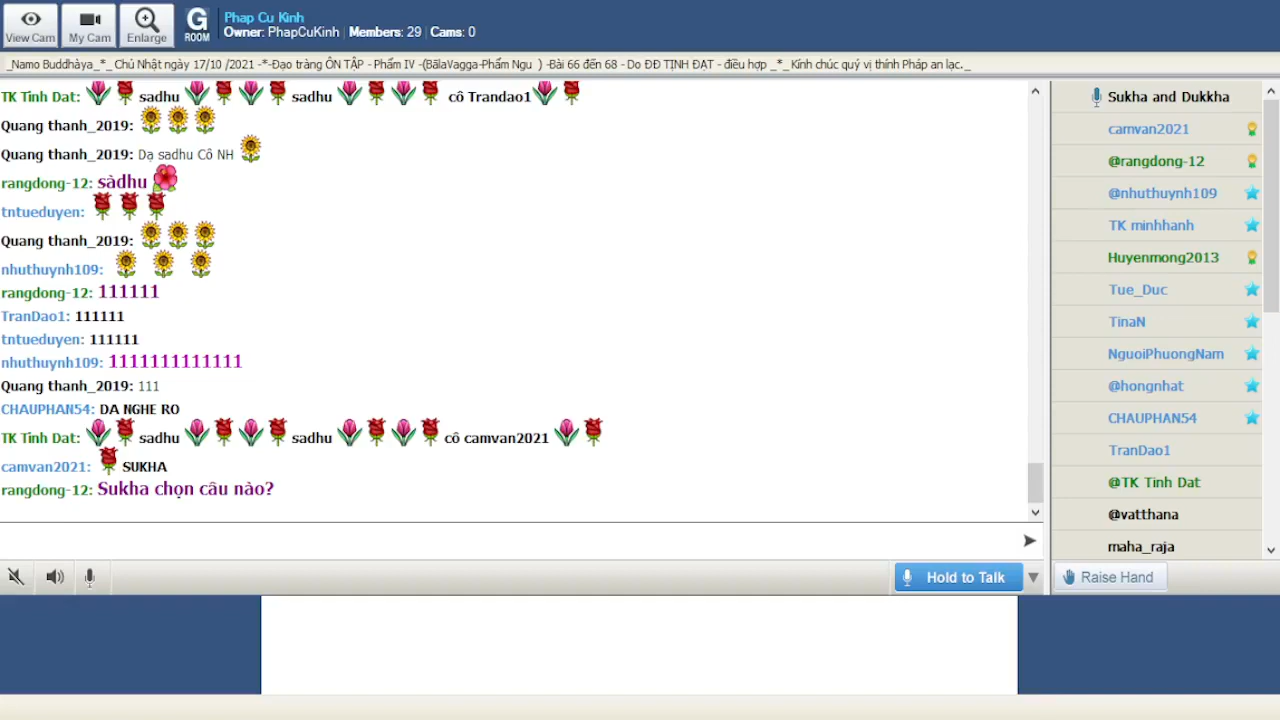 View Cam
My Cam
Enlarge
G
ROOM
Phap Cu Kinh
Owner: PhapCuKinh Members: 29 Cams: 0
_Namo Buddhàya_*_ Chủ Nhật ngày 17/10 /2021 -*-Đạo tràng ÔN TẬP - Phẩm IV -(BālaVagga-Phẩm Ngu ) -Bài 66 đến 68 - Do ĐĐ TỊNH ĐẠT - điều hợp _*_Kính chúc quý vị thính Pháp an lạc._
TK Tinh Dat: sadhu sadhu cô Trandao1
Quang thanh_2019:
Quang thanh_2019: Dạ sadhu Cô NH
rangdong-12: sàdhu
tntueduyen:
Quang thanh_2019:
nhuthuynh109:
rangdong-12: 111111
TranDao1: 111111
tntueduyen: 111111
nhuthuynh109: 1111111111111
Quang thanh_2019: 111
CHAUPHAN54: DA NGHE RO
TK Tinh Dat: sadhu sadhu cô camvan2021
camvan2021: SUKHA
rangdong-12: Sukha chọn câu nào?
Hold to Talk
Sukha and Dukkha
camvan2021
@rangdong-12
@nhuthuynh109
TK minhhanh
Huyenmong2013
Tue_Duc
TinaN
NguoiPhuongNam
@hongnhat
CHAUPHAN54
TranDao1
@TK Tinh Dat
@vatthana
maha_raja
Raise Hand